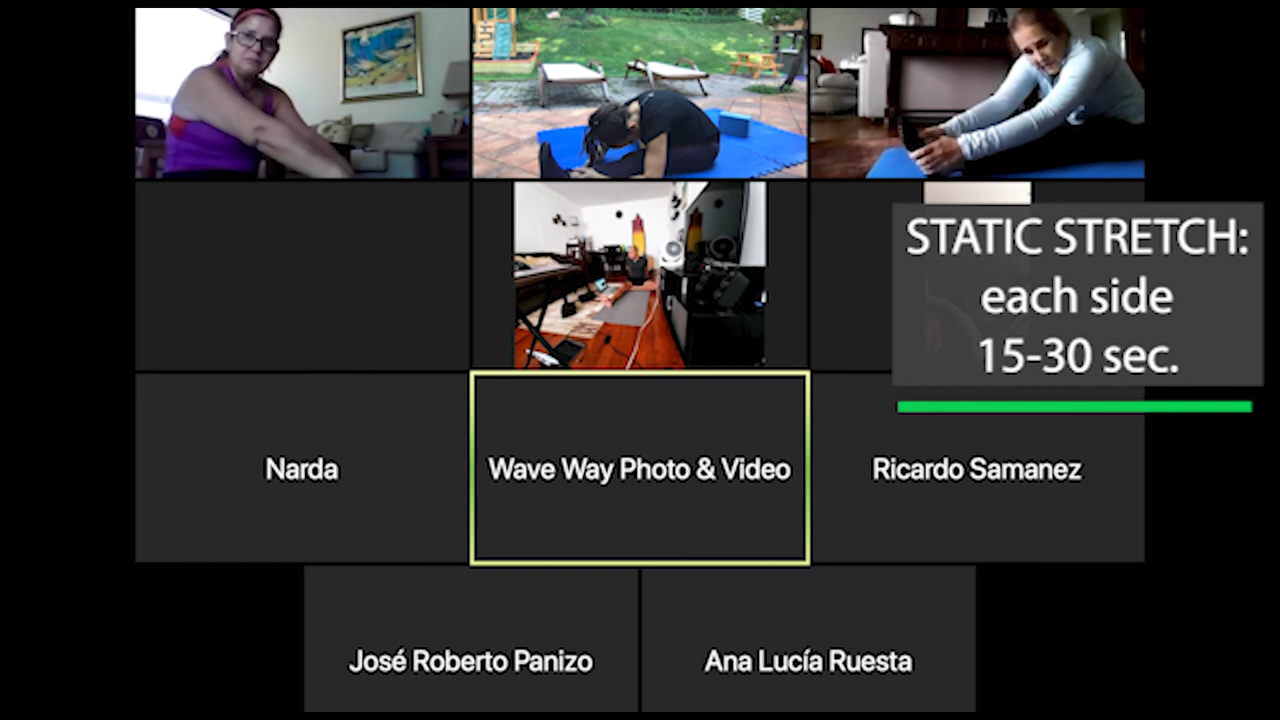 STATIC STRETCH:
each side
15-30 sec.
Narda
Wave Way Photo & Video
Ricardo Samanez
José Roberto Panizo
Ana Lucía Ruesta